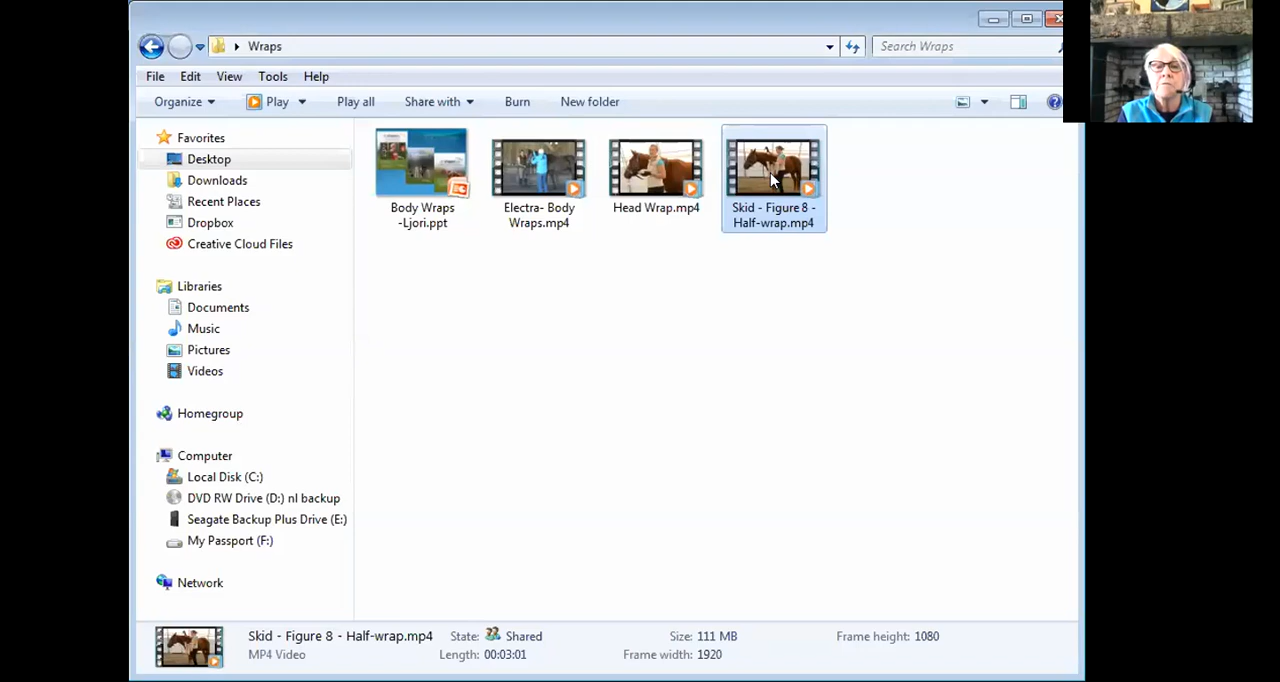 Wraps
Search Wraps
File Edit View Tools Help
Organize Play Play all Share with Burn New folder
Favorites
Desktop
Downloads
Recent Places
Dropbox
Creative Cloud Files
Libraries
Documents
Music
Pictures
Videos
Homegroup
Computer
Local Disk (C:)
DVD RW Drive (D:) nl backup
Seagate Backup Plus Drive (E:)
My Passport (F:)
Network
Body Wraps
-Ljori.ppt
Electra- Body
Wraps.mp4
Head Wrap.mp4
Skid - Figure 8 -
Half-wrap.mp4
Skid - Figure 8 - Half-wrap.mp4 State: Shared Size: 111 MB Frame height: 1080
MP4 Video Length: 00:03:01 Frame width: 1920